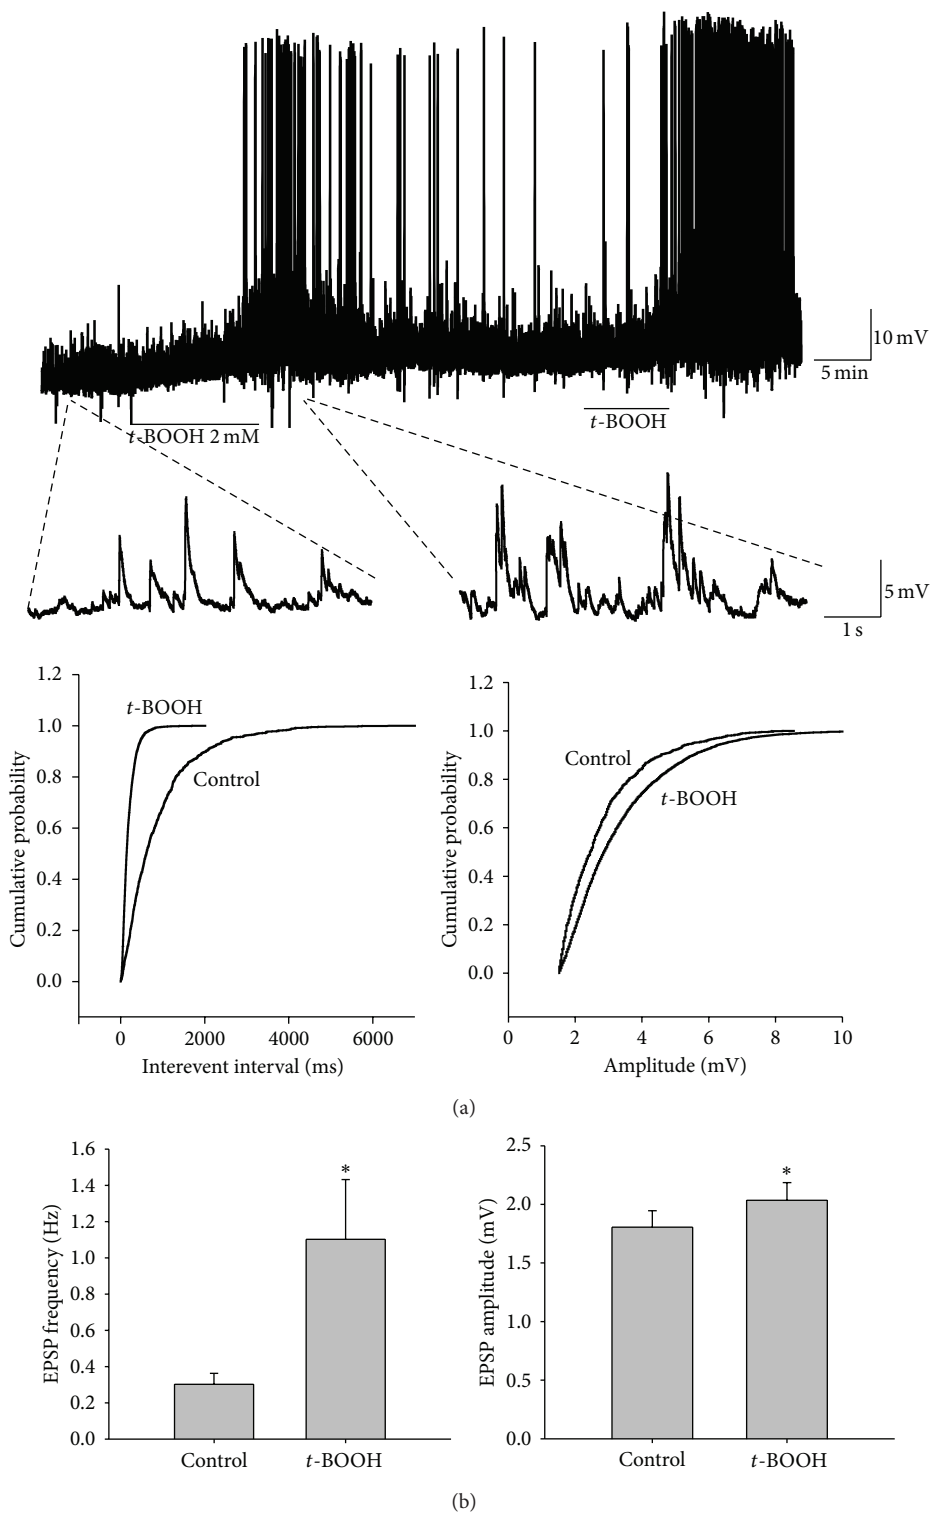 10 mV
5 min
t-BOOH 2 mM
t-BOOH
5 mV
1 s
1.2
1.0
0.8
0.6
0.4
0.2
0.0
Cumulative probability
t-BOOH
Control
0 2000 4000 6000
Interevent interval (ms)
1.2
1.0
0.8
0.6
0.4
0.2
0.0
Cumulative probability
Control
t-BOOH
0 2 4 6 8 10
Amplitude (mV)
(a)
1.6
1.4
1.2
1.0
0.8
0.6
0.4
0.2
0.0
EPSP frequency (Hz)
*
Control t-BOOH
2.5
2.0
1.5
1.0
0.5
0.0
EPSP amplitude (mV)
*
Control t-BOOH
(b)